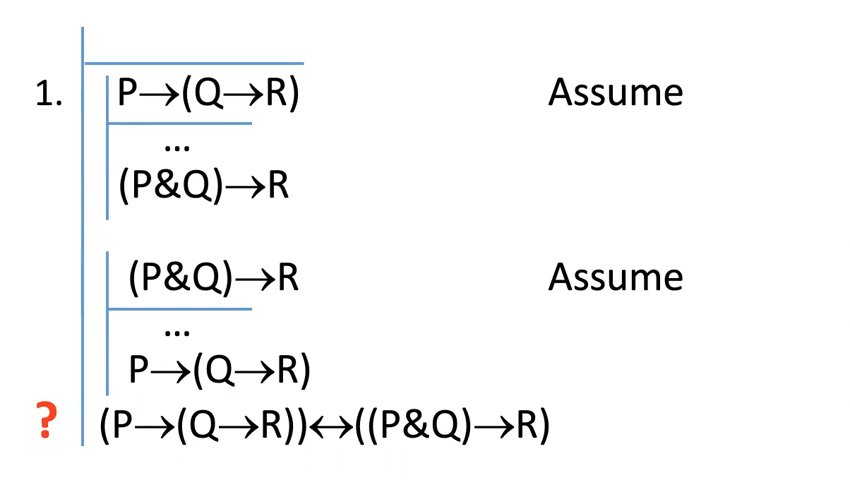 1. P→(Q→R) Assume
...
(P&Q)→R
(P&Q)→R Assume
...
P→(Q→R)
? (P→(Q→R))↔((P&Q)→R)